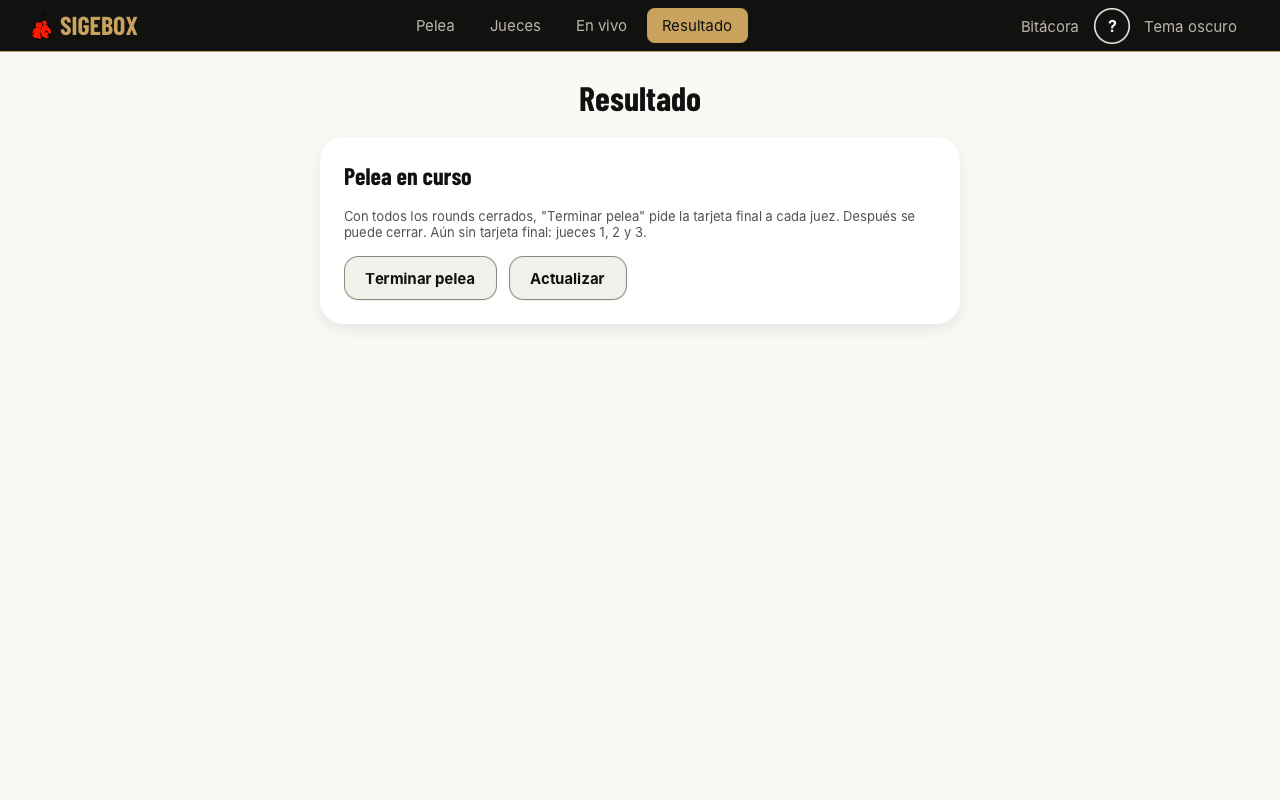 SIGEBOX
Pelea
Jueces
En vivo
Resultado
Bitácora
?
Tema oscuro
Resultado
Pelea en curso
Con todos los rounds cerrados, "Terminar pelea" pide la tarjeta final a cada juez. Después se
puede cerrar. Aún sin tarjeta final: jueces 1, 2 y 3.
Terminar pelea
Actualizar